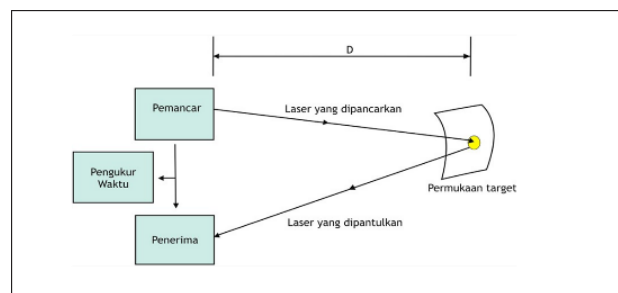 D
Pemancar
Laser yang dipancarkan
Pengukur
Waktu
Permukaan target
Penerima
Laser yang dipantulkan